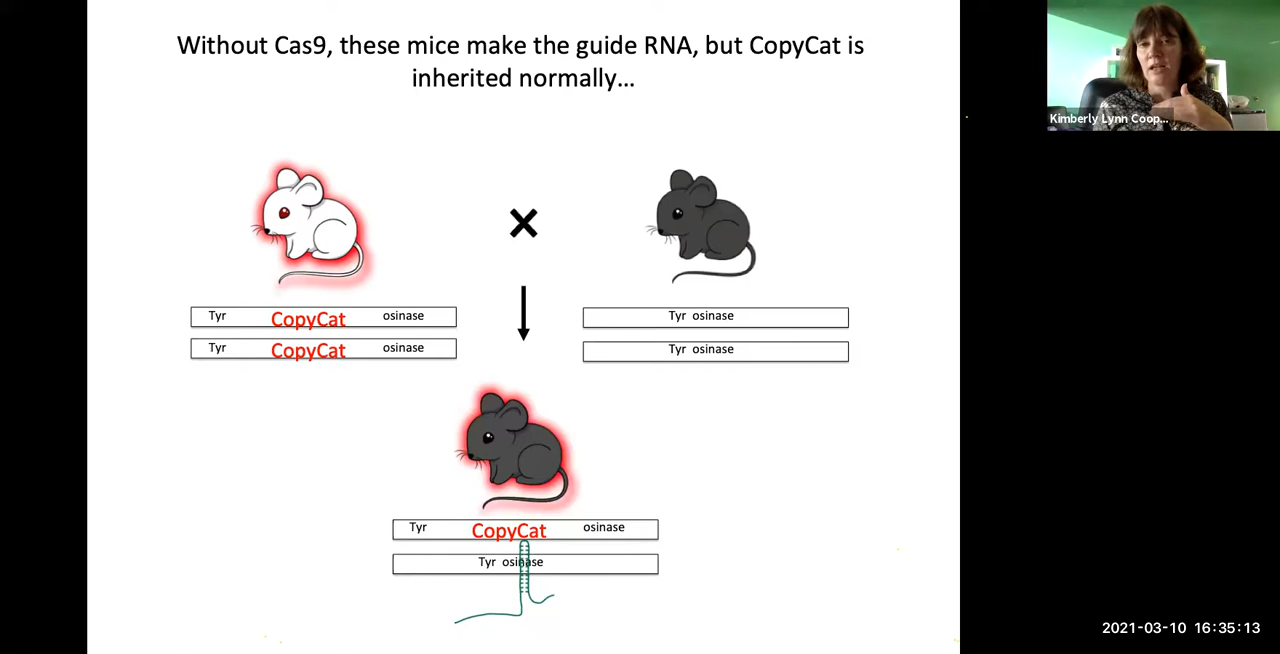 Without Cas9, these mice make the guide RNA, but CopyCat is
inherited normally…
Kimberly Lynn Coop...
Tyr CopyCat osinase
Tyr CopyCat osinase
Tyr osinase
Tyr osinase
Tyr CopyCat osinase
Tyr osinase
2021-03-10 16:35:13